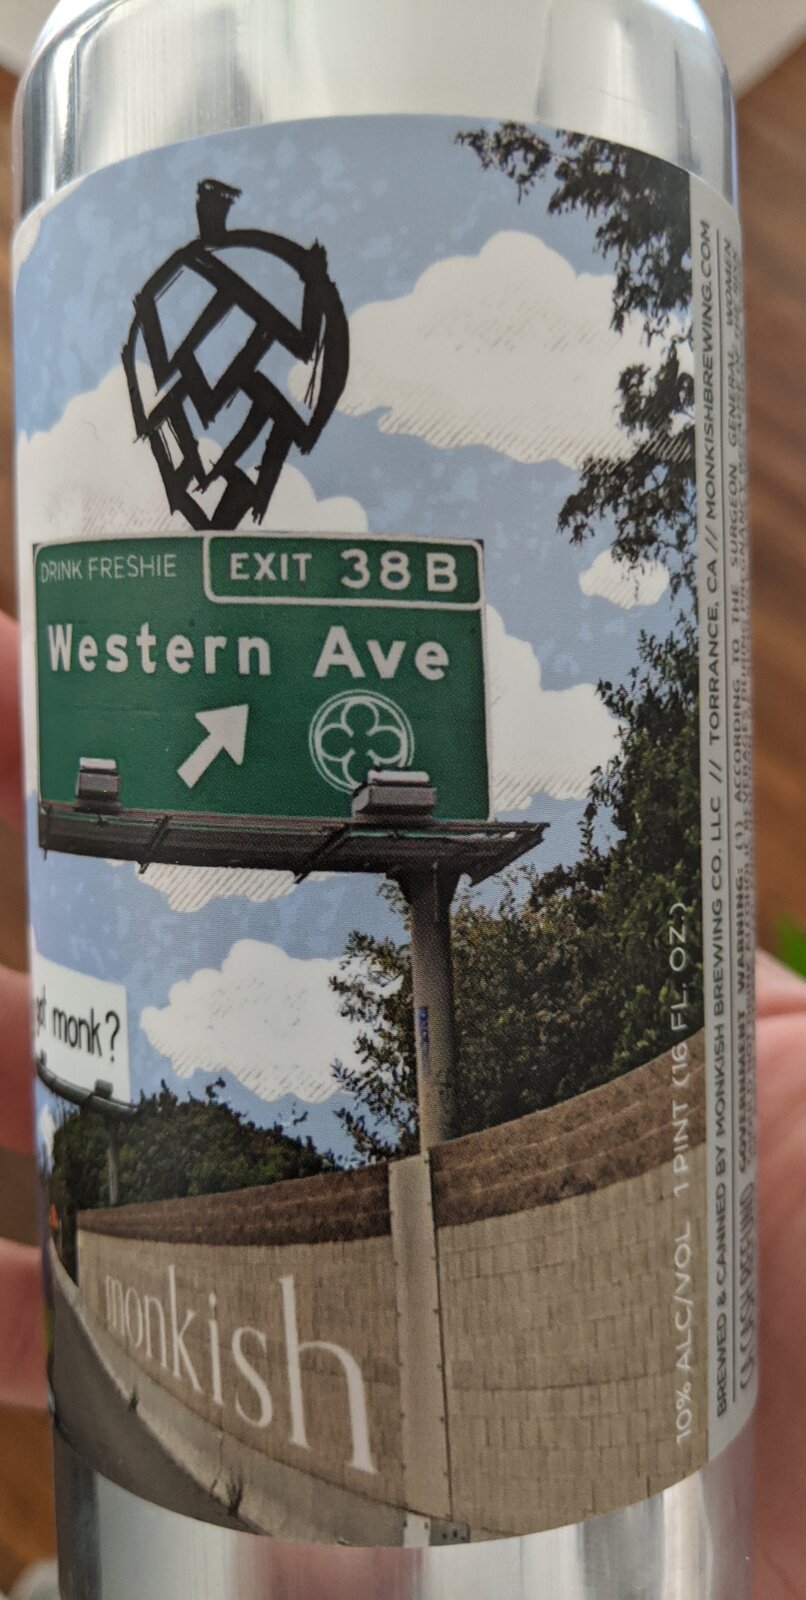 DRINK FRESHIE
EXIT 38 B
Western Ave
monk?
monkish
10% ALC/VOL 1 PINT (16 FL. OZ.)
BREWED & CANNED BY MONKISH BREWING CO. LLC // TORRANCE, CA // MONKISHBREWING.COM
GOVERNMENT WARNING: (1) ACCORDING TO THE SURGEON GENERAL WOMEN